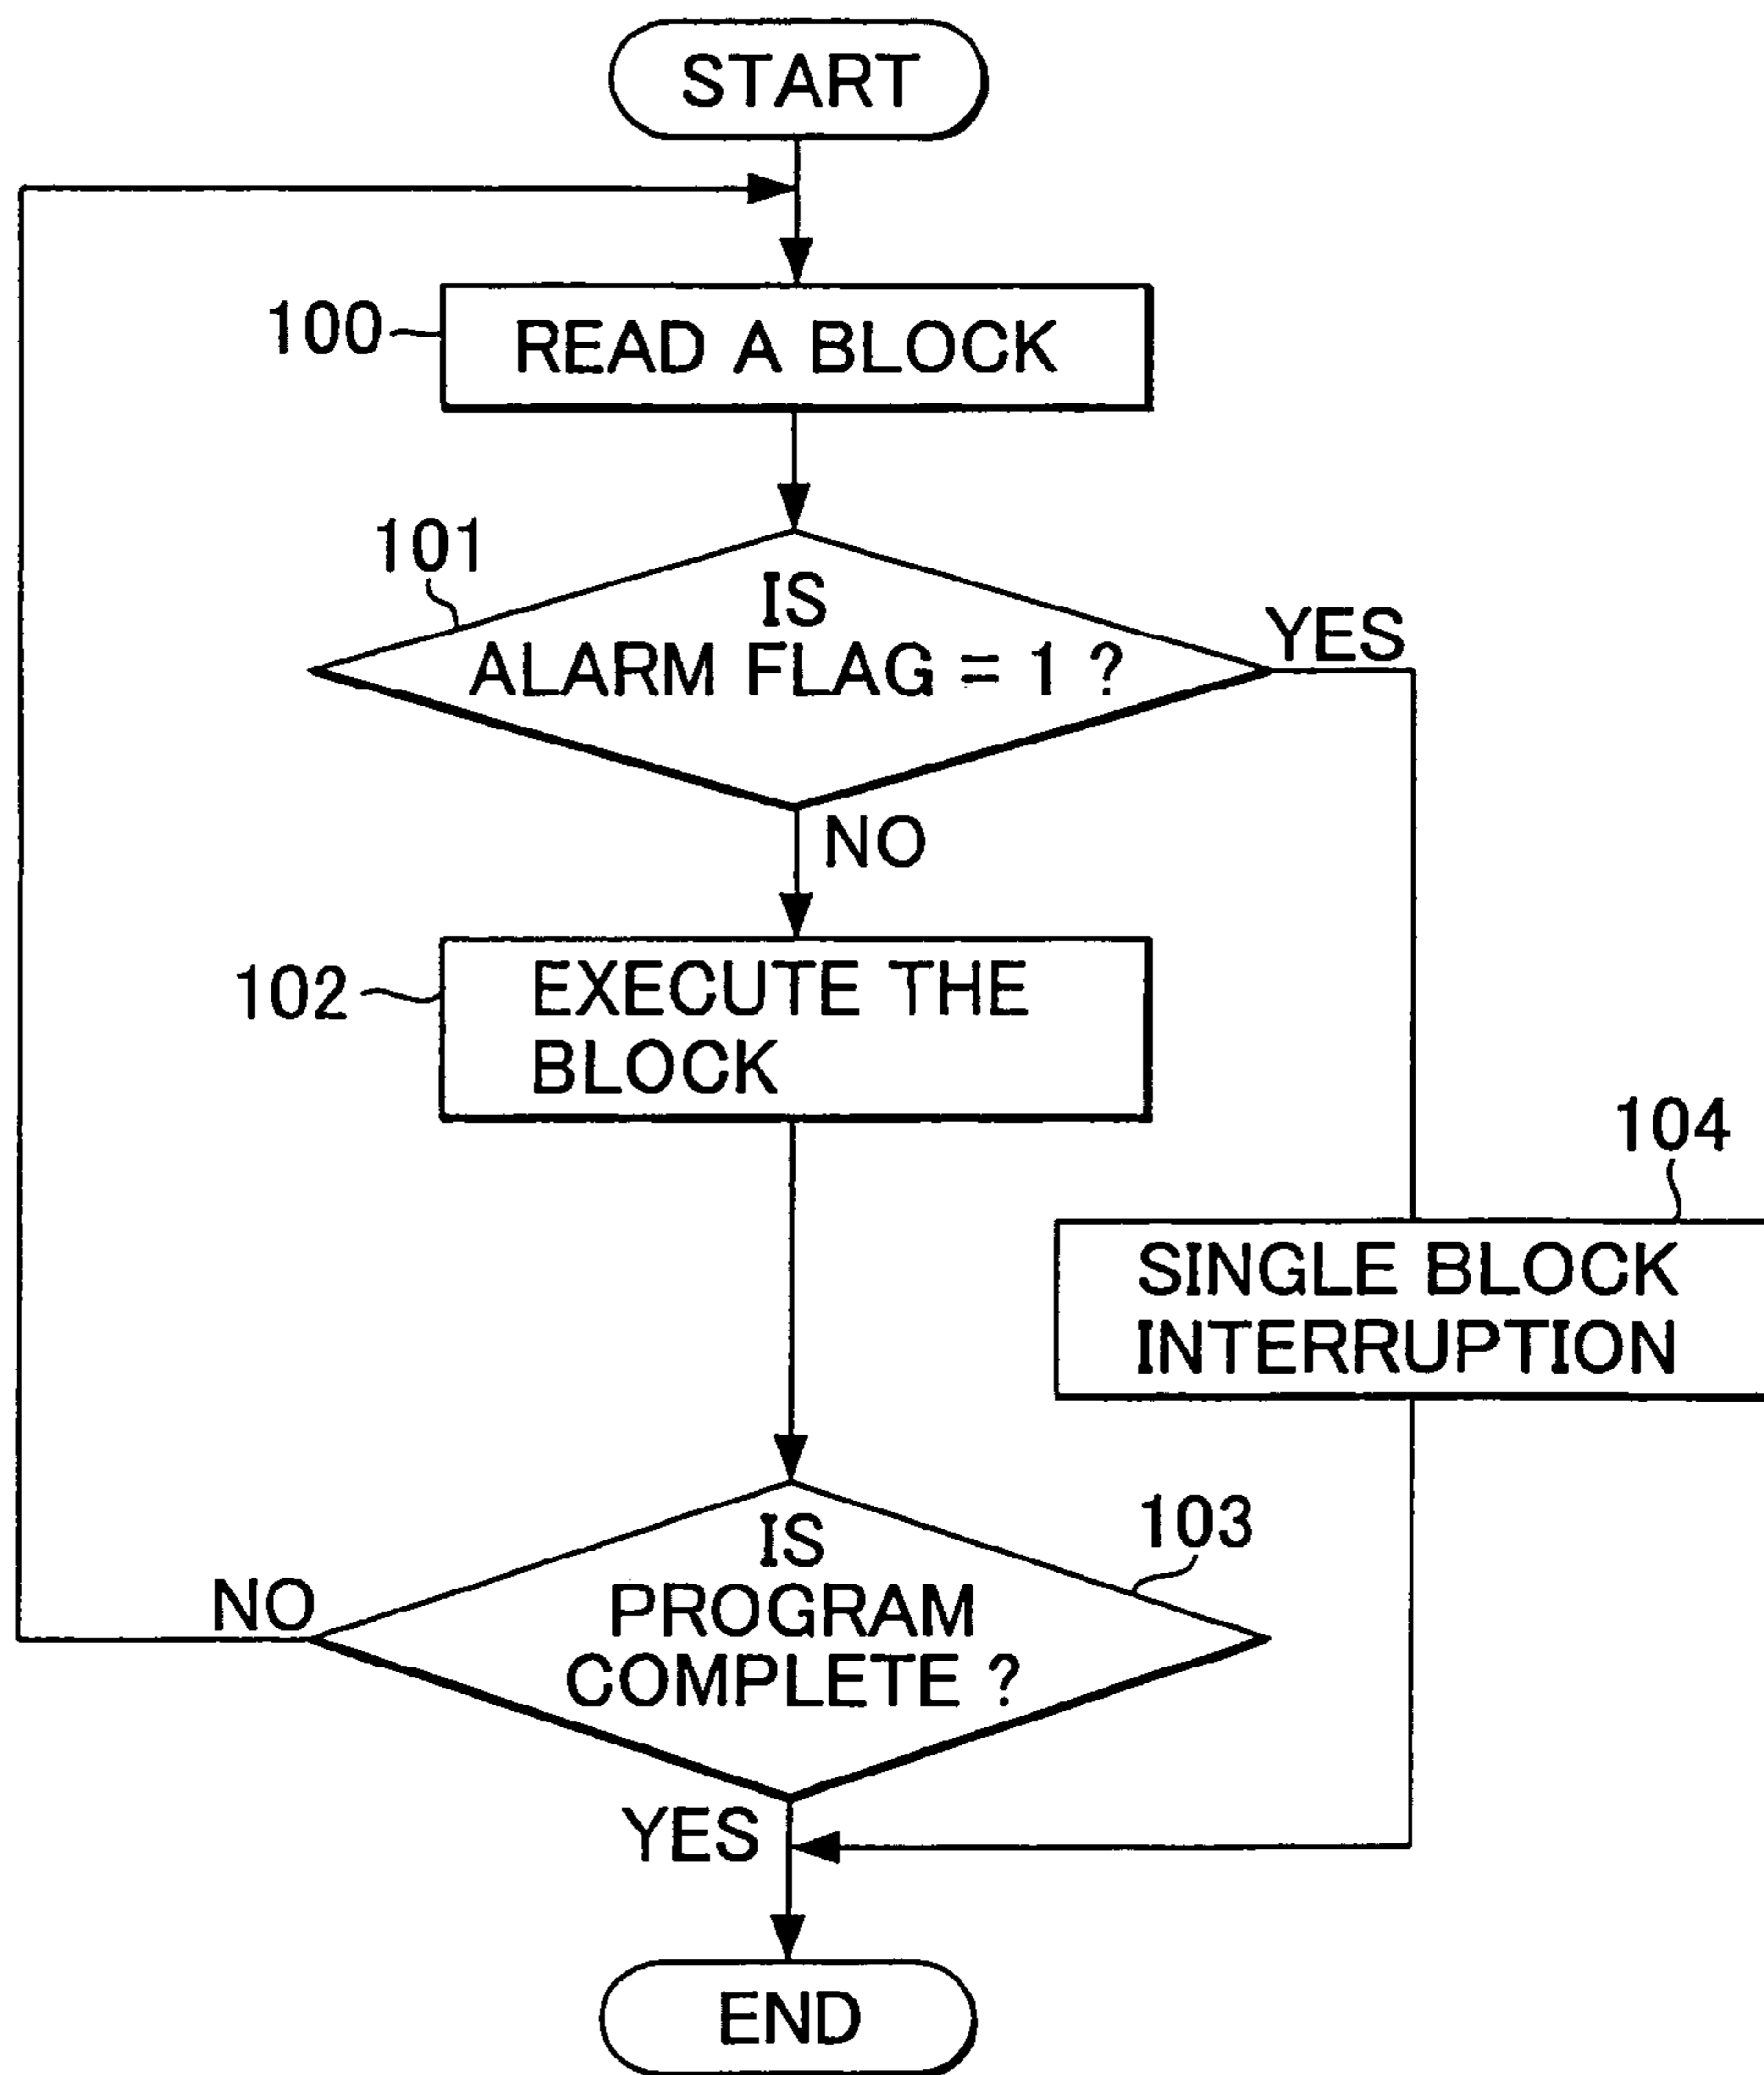 START
100
READ A BLOCK
101
IS
ALARM FLAG = 1 ?
YES
NO
102
EXECUTE THE
BLOCK
104
SINGLE BLOCK
INTERRUPTION
103
IS
PROGRAM
COMPLETE ?
NO
YES
END